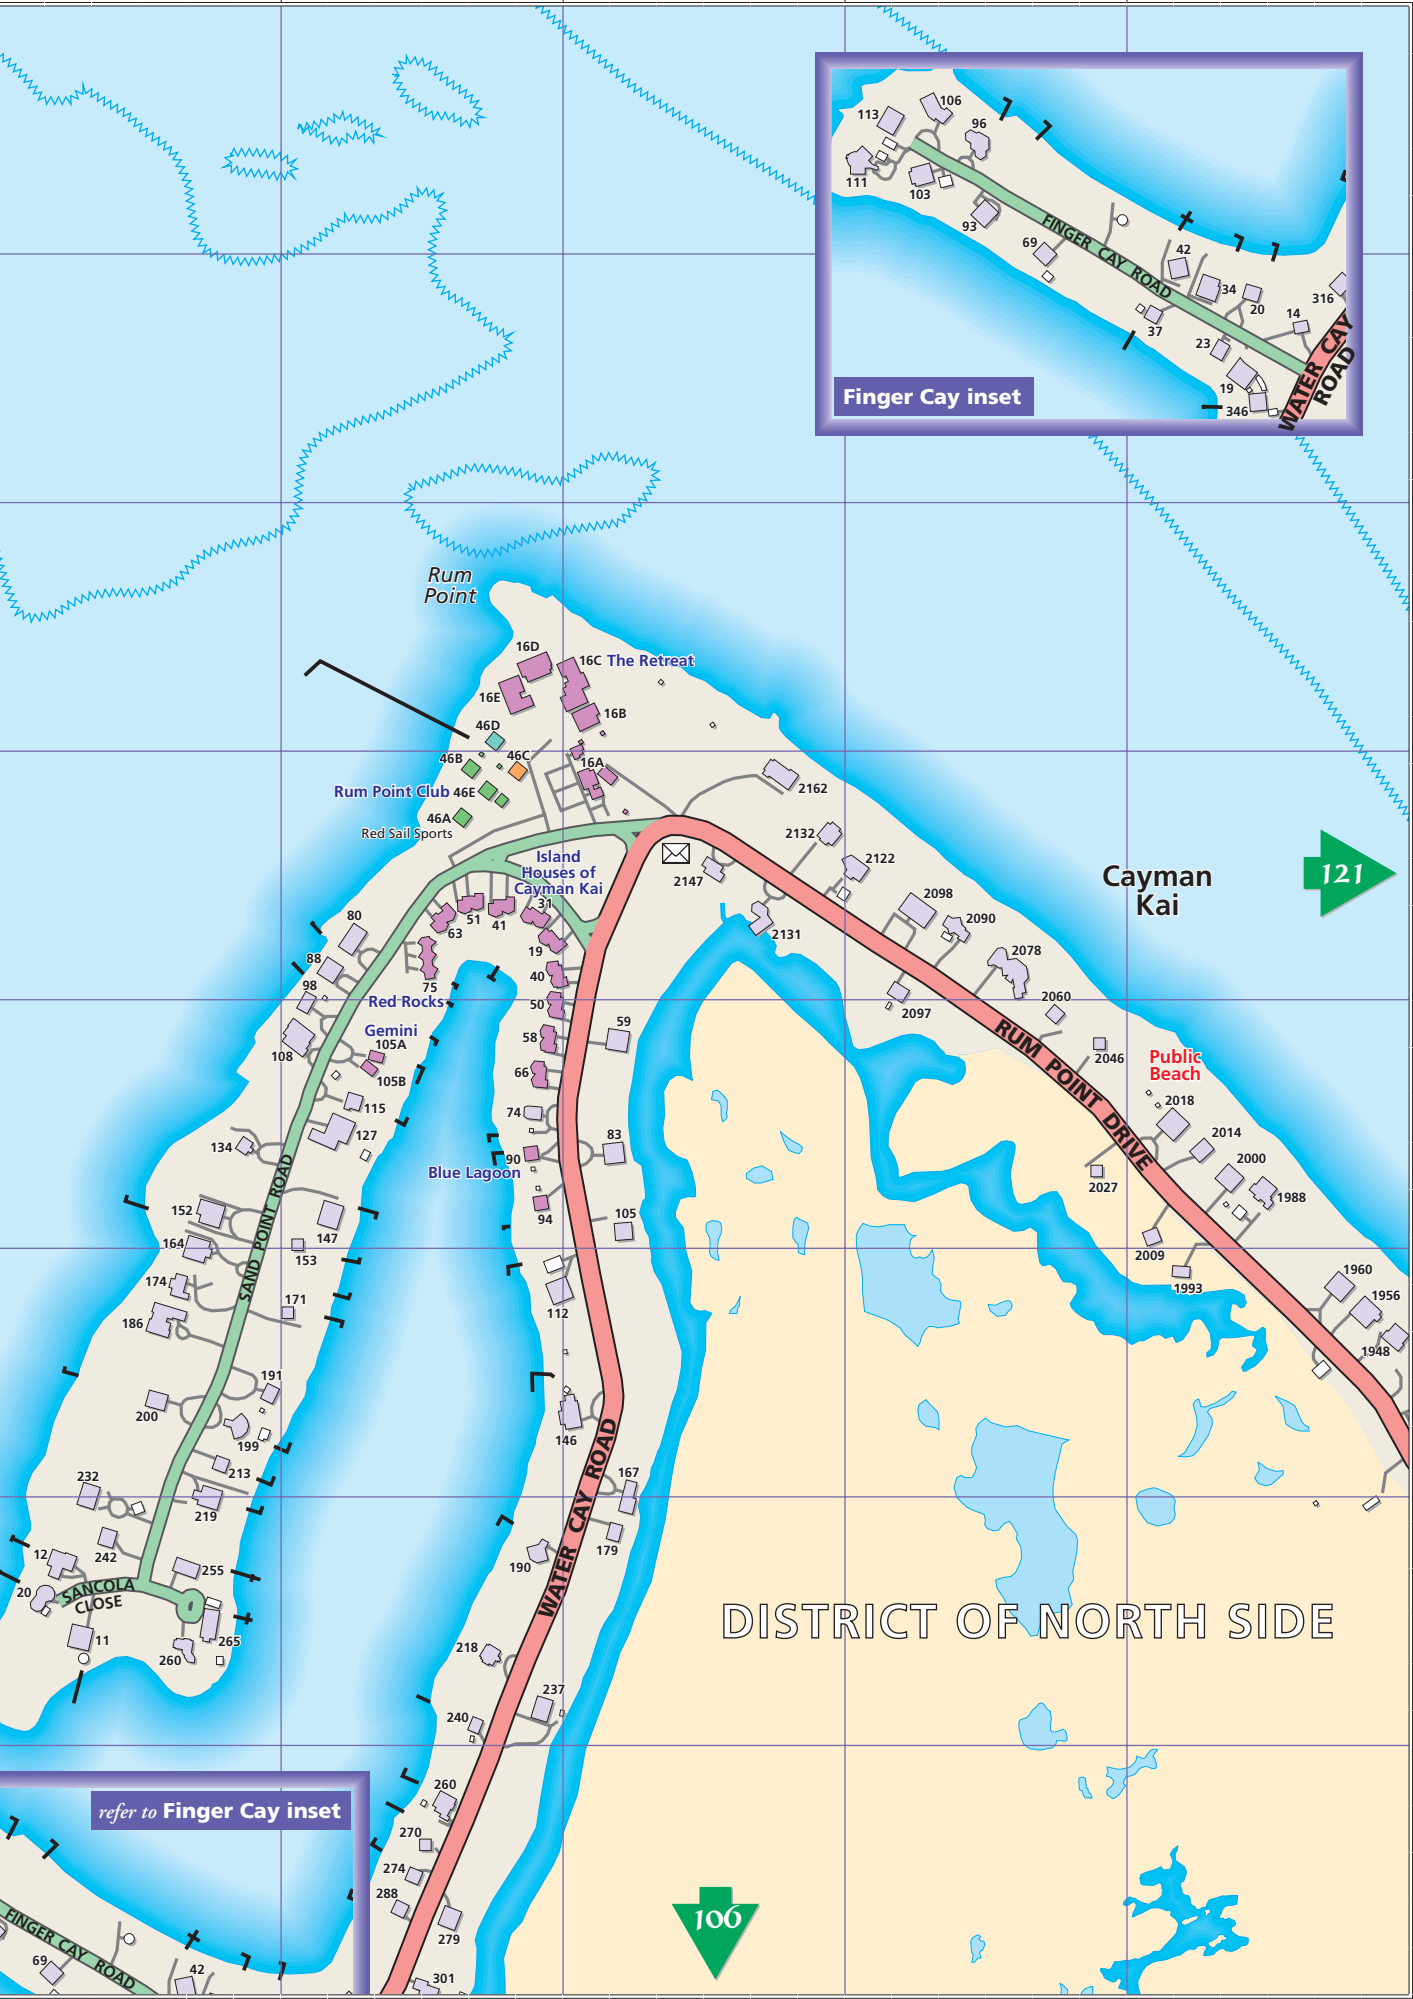 113
106
96
111
103
93
69
FINGER CAY ROAD
42
34
20
316
14
37
23
19
346
WATER CAY
ROAD
Finger Cay inset
Rum
Point
16D
16C
The Retreat
16E
16B
46D
46B
46C
16A
Rum Point Club
46E
46A
Red Sail Sports
2162
2132
2122
2147
Island
Houses of
Cayman Kai
Cayman
Kai
121
31
51
41
63
19
80
88
98
75
40
50
Red Rocks
Gemini
105A
105B
108
58
59
66
2131
2098
2090
2078
2097
2060
2046
RUM POINT DRIVE
Public
Beach
2018
2014
2000
1988
2027
2009
1993
1960
1956
1948
115
127
134
74
83
90
Blue Lagoon
94
105
152
147
164
153
SAND POINT ROAD
174
171
186
112
191
200
199
146
213
232
219
167
179
242
190
WATER CAY ROAD
12
255
20
SANCOLA
CLOSE
11
265
260
DISTRICT OF NORTH SIDE
218
237
240
260
refer to Finger Cay inset
270
274
288
279
301
106
FINGER CAY ROAD
69
42